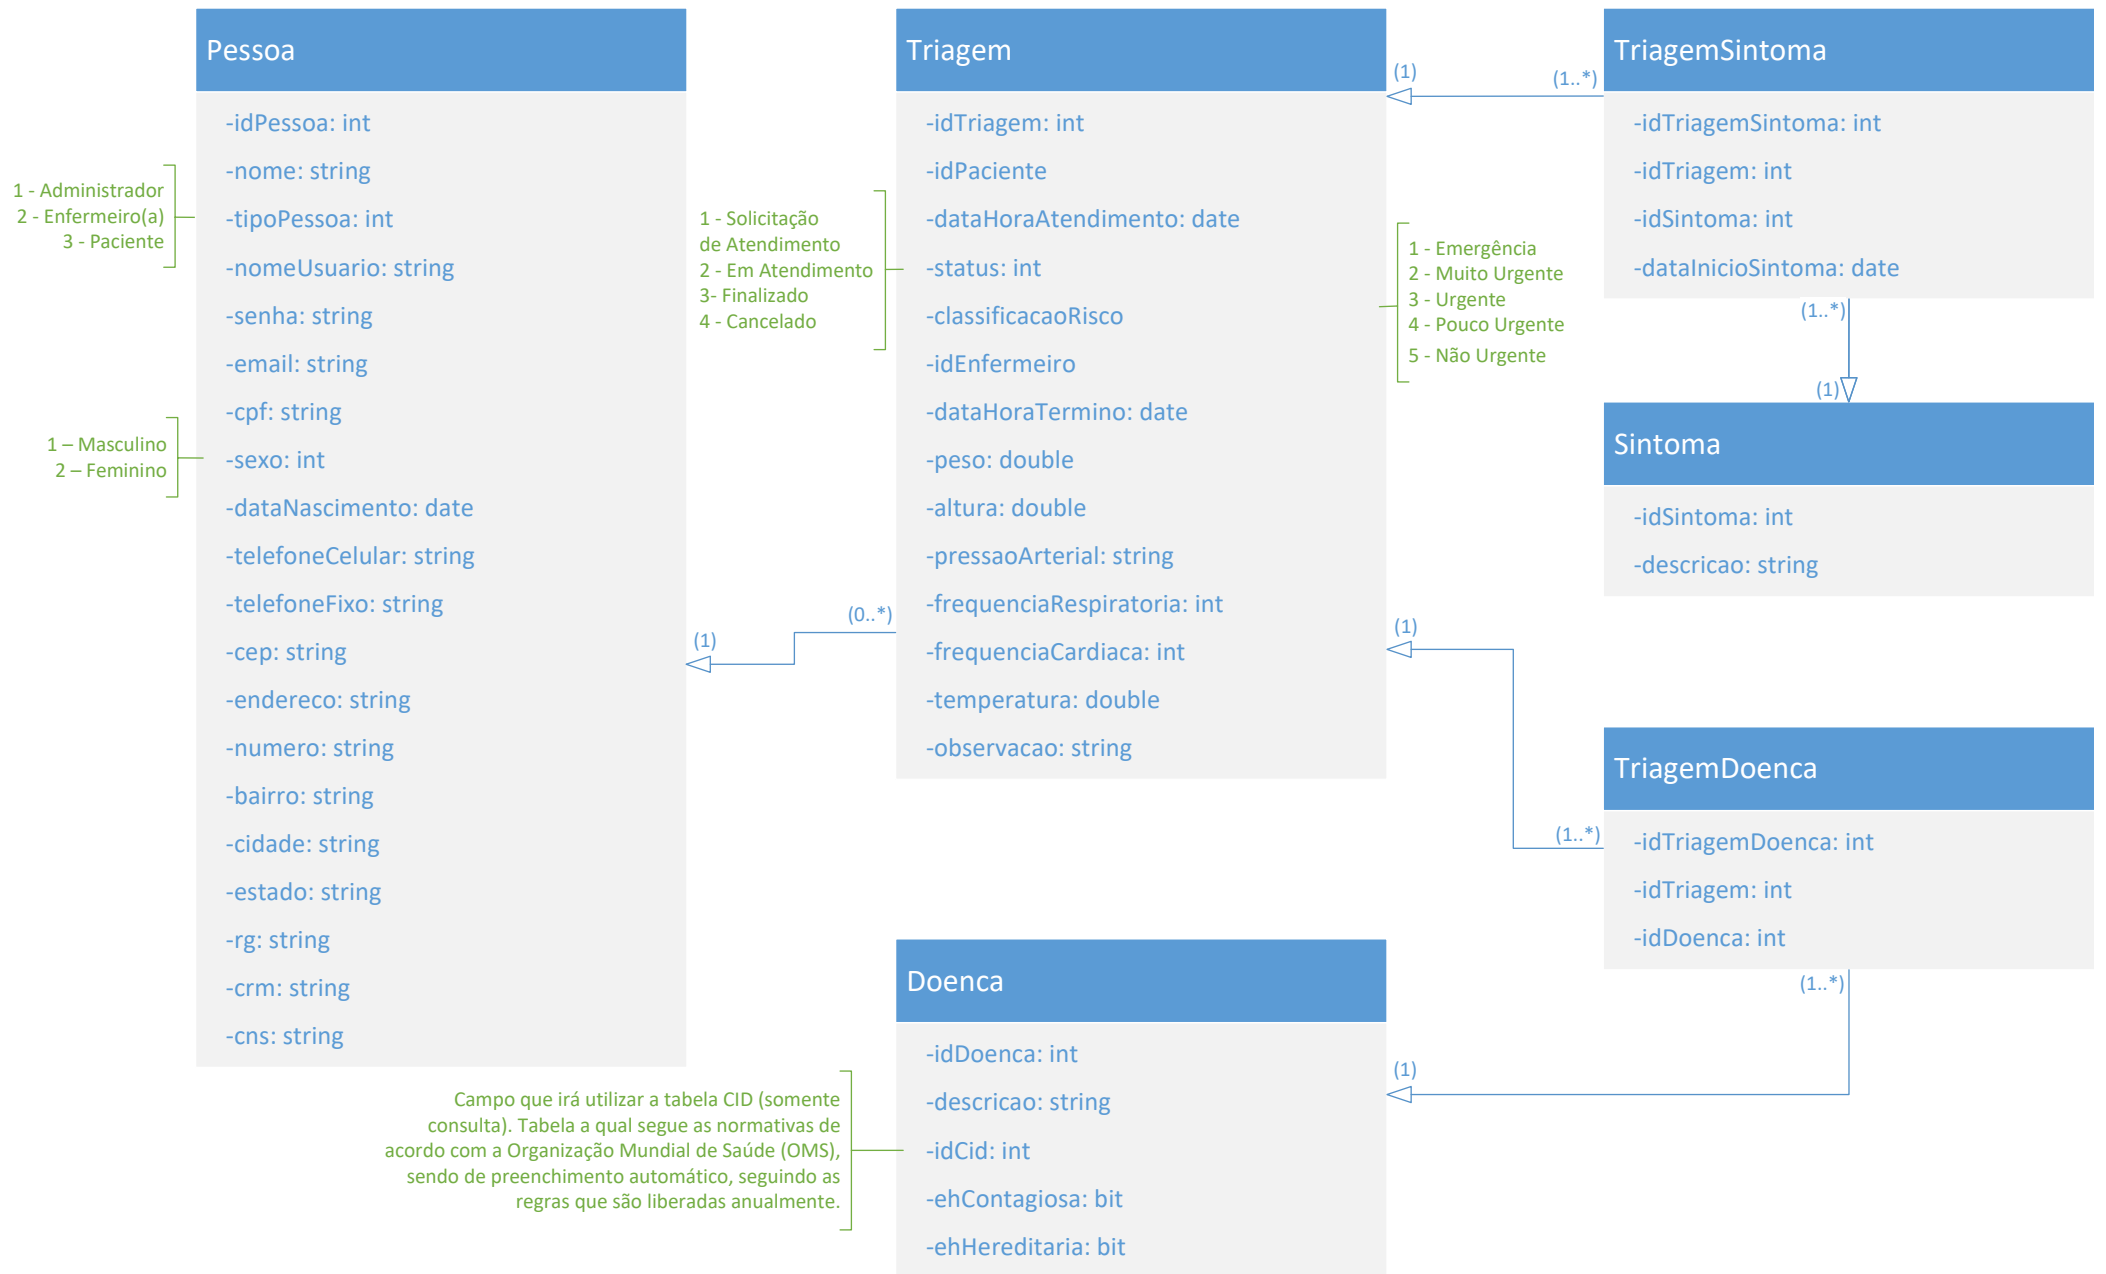 Pessoa
-idPessoa: int
-nome: string
-tipoPessoa: int
-nomeUsuario: string
-senha: string
-email: string
-cpf: string
-sexo: int
-dataNascimento: date
-telefoneCelular: string
-telefoneFixo: string
-cep: string
-endereco: string
-numero: string
-bairro: string
-cidade: string
-estado: string
-rg: string
-crm: string
-cns: string
1 - Administrador
2 - Enfermeiro(a)
3 - Paciente
1 – Masculino
2 – Feminino
(1)
(0..*)
Triagem
-idTriagem: int
-idPaciente
-dataHoraAtendimento: date
-status: int
-classificacaoRisco
-idEnfermeiro
-dataHoraTermino: date
-peso: double
-altura: double
-pressaoArterial: string
-frequenciaRespiratoria: int
-frequenciaCardiaca: int
-temperatura: double
-observacao: string
1 - Solicitação
de Atendimento
2 - Em Atendimento
3- Finalizado
4 - Cancelado
1 - Emergência
2 - Muito Urgente
3 - Urgente
4 - Pouco Urgente
5 - Não Urgente
(1)
(1..*)
TriagemSintoma
-idTriagemSintoma: int
-idTriagem: int
-idSintoma: int
-dataInicioSintoma: date
(1..*)
(1)
Sintoma
-idSintoma: int
-descricao: string
(1)
(1..*)
TriagemDoenca
-idTriagemDoenca: int
-idTriagem: int
-idDoenca: int
(1..*)
(1)
Doenca
-idDoenca: int
-descricao: string
-idCid: int
-ehContagiosa: bit
-ehHereditaria: bit
Campo que irá utilizar a tabela CID (somente
consulta). Tabela a qual segue as normativas de
acordo com a Organização Mundial de Saúde (OMS),
sendo de preenchimento automático, seguindo as
regras que são liberadas anualmente.